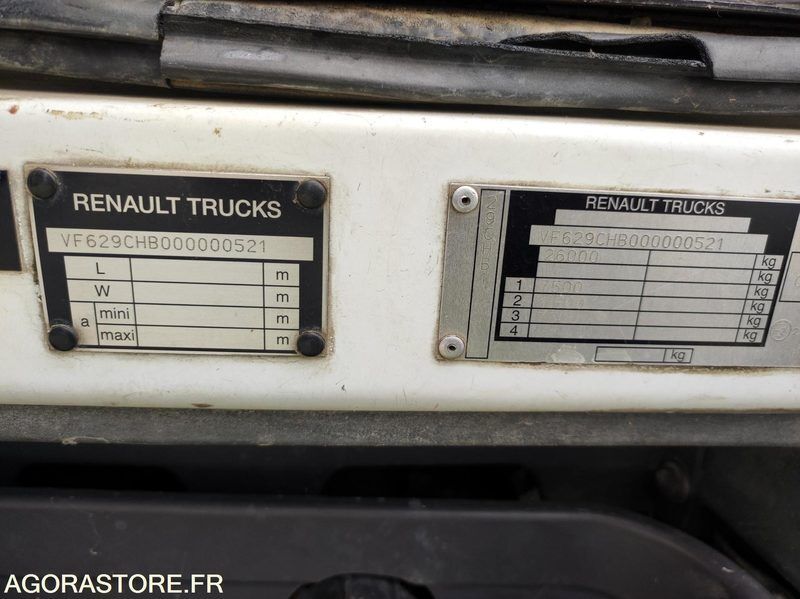 RENAULT TRUCKS
VF629CHB000000521
L m
W m
a mini m
maxi m
RENAULT TRUCKS
VF629CHB000000521
26000 kg
1 7500 kg
2 kg
3 kg
4 kg
kg
AGORASTORE.FR